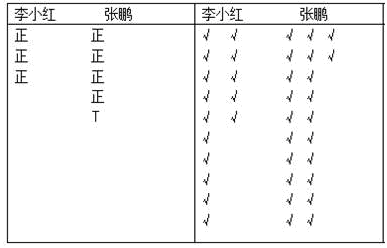 李小红 张鹏 李小红 张鹏
正 正 √ √ √ √ √
正 正 √ √ √ √ √
正 正 √ √ √ √
正 √ √ √ √
T √ √ √ √
√ √ √
√ √ √
√ √ √
√ √ √
√ √ √